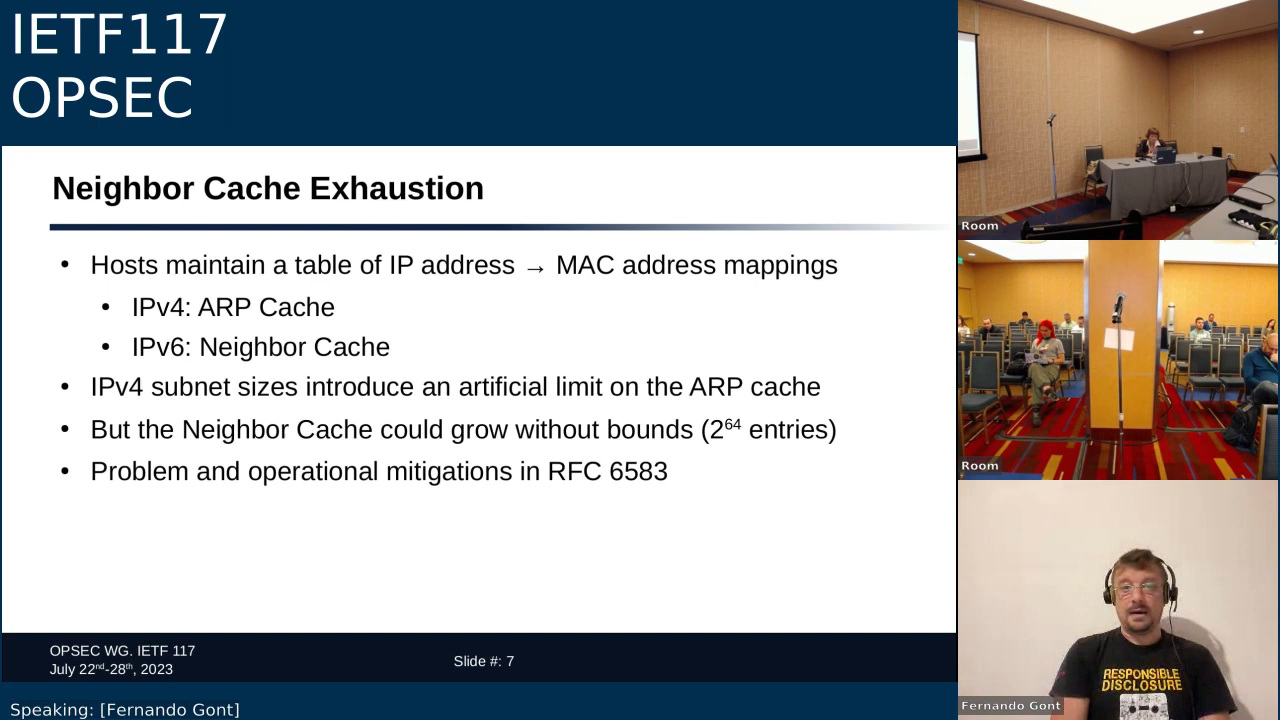 IETF117
OPSEC
Neighbor Cache Exhaustion
• Hosts maintain a table of IP address → MAC address mappings
• IPv4: ARP Cache
• IPv6: Neighbor Cache
• IPv4 subnet sizes introduce an artificial limit on the ARP cache
• But the Neighbor Cache could grow without bounds (2⁶⁴ entries)
• Problem and operational mitigations in RFC 6583
OPSEC WG. IETF 117
July 22nd-28th, 2023
Slide #: 7
Speaking: [Fernando Gont]
Room
Room
RESPONSIBLE
DISCLOSURE
Fernando Gont